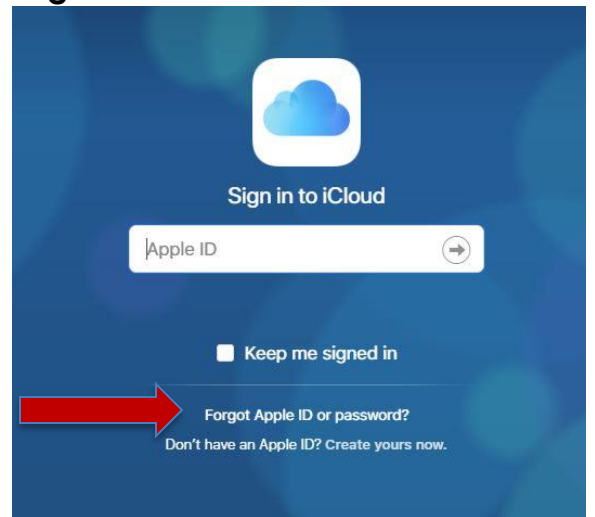 Sign in to iCloud
Apple ID
Keep me signed in
Forgot Apple ID or password?
Don't have an Apple ID? Create yours now.